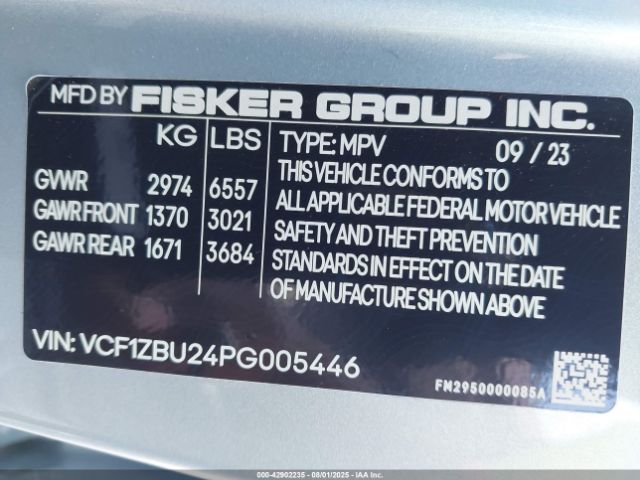 MFD BY FISKER GROUP INC.
KG LBS
GVWR 2974 6557
GAWR FRONT 1370 3021
GAWR REAR 1671 3684
TYPE: MPV 09 / 23
THIS VEHICLE CONFORMS TO
ALL APPLICABLE FEDERAL MOTOR VEHICLE
SAFETY AND THEFT PREVENTION
STANDARDS IN EFFECT ON THE DATE
OF MANUFACTURE SHOWN ABOVE
VIN: VCF1ZBU24PG005446
FM2950000085A
000-42902235 - 08/01/2025 - IAAI.COM